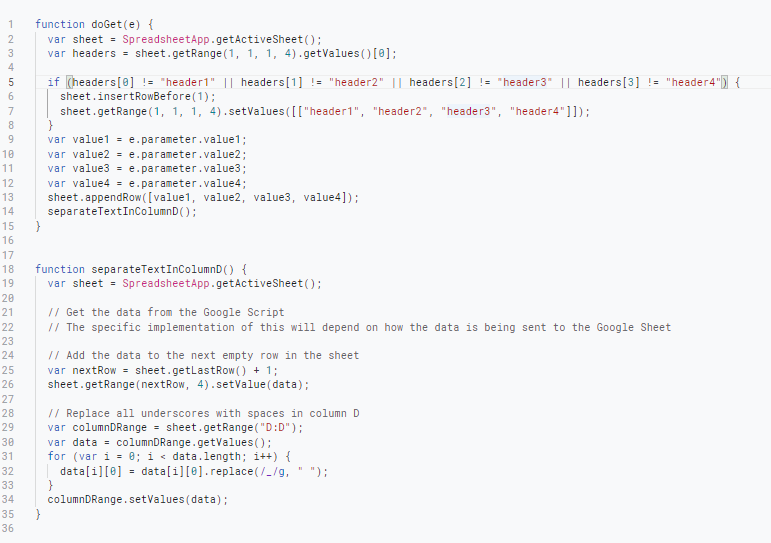 1 function doGet(e) {
2 var sheet = SpreadsheetApp.getActiveSheet();
3 var headers = sheet.getRange(1, 1, 1, 4).getValues()[0];
4
5 if (headers[0] != "header1" || headers[1] != "header2" || headers[2] != "header3" || headers[3] != "header4") {
6 sheet.insertRowBefore(1);
7 sheet.getRange(1, 1, 1, 4).setValues([["header1", "header2", "header3", "header4"]]);
8 }
9 var value1 = e.parameter.value1;
10 var value2 = e.parameter.value2;
11 var value3 = e.parameter.value3;
12 var value4 = e.parameter.value4;
13 sheet.appendRow([value1, value2, value3, value4]);
14 separateTextInColumnD();
15 }
16
17
18 function separateTextInColumnD() {
19 var sheet = SpreadsheetApp.getActiveSheet();
20
21 // Get the data from the Google Script
22 // The specific implementation of this will depend on how the data is being sent to the Google Sheet
23
24 // Add the data to the next empty row in the sheet
25 var nextRow = sheet.getLastRow() + 1;
26 sheet.getRange(nextRow, 4).setValue(data);
27
28 // Replace all underscores with spaces in column D
29 var columnDRange = sheet.getRange("D:D");
30 var data = columnDRange.getValues();
31 for (var i = 0; i < data.length; i++) {
32 data[i][0] = data[i][0].replace(/_/g, " ");
33 }
34 columnDRange.setValues(data);
35 }
36